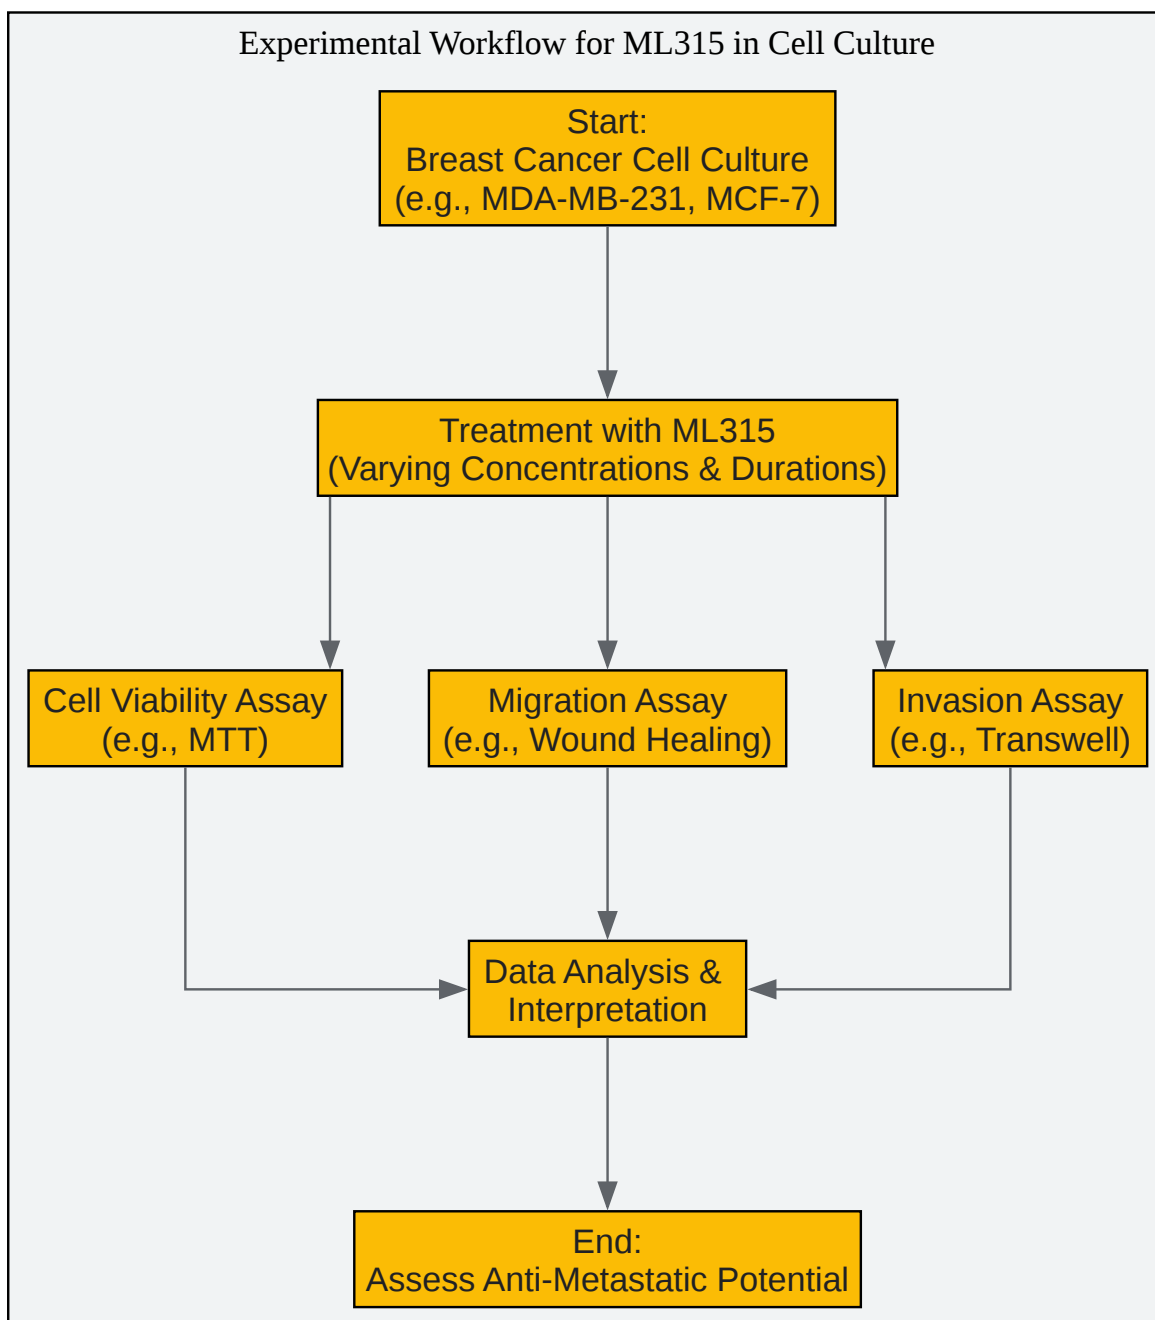 Experimental Workflow for ML315 in Cell Culture
Start:
Breast Cancer Cell Culture
(e.g., MDA-MB-231, MCF-7)
Treatment with ML315
(Varying Concentrations & Durations)
Cell Viability Assay
(e.g., MTT)
Migration Assay
(e.g., Wound Healing)
Invasion Assay
(e.g., Transwell)
Data Analysis &
Interpretation
End:
Assess Anti-Metastatic Potential